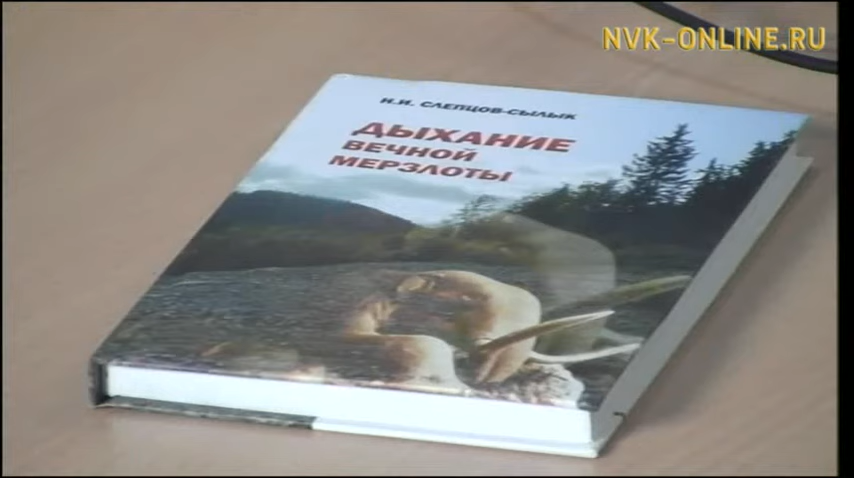 NVK-ONLINE.RU
Н.И. СЛЕПЦОВ-СЫЛЫК
ДЫХАНИЕ
ВЕЧНОЙ
МЕРЗЛОТЫ